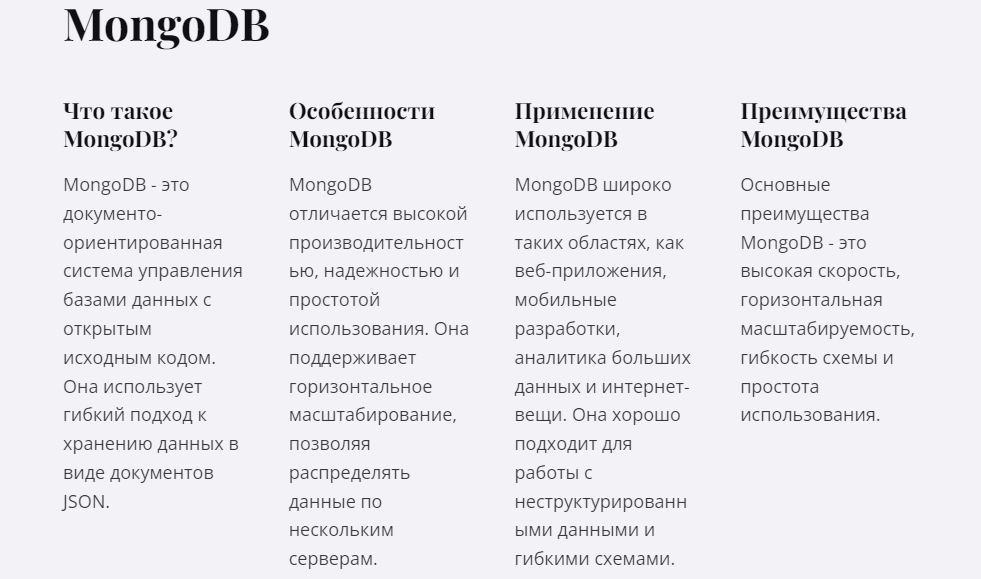 MongoDB
Что такое
MongoDB?
MongoDB - это
документо-
ориентированная
система управления
базами данных с
открытым
исходным кодом.
Она использует
гибкий подход к
хранению данных в
виде документов
JSON.
Особенности
MongoDB
MongoDB
отличается высокой
производительност
ью, надежностью и
простотой
использования. Она
поддерживает
горизонтальное
масштабирование,
позволяя
распределять
данные по
нескольким
серверам.
Применение
MongoDB
MongoDB широко
используется в
таких областях, как
веб-приложения,
мобильные
разработки,
аналитика больших
данных и интернет-
вещи. Она хорошо
подходит для
работы с
неструктурированн
ыми данными и
гибкими схемами.
Преимущества
MongoDB
Основные
преимущества
MongoDB - это
высокая скорость,
горизонтальная
масштабируемость,
гибкость схемы и
простота
использования.